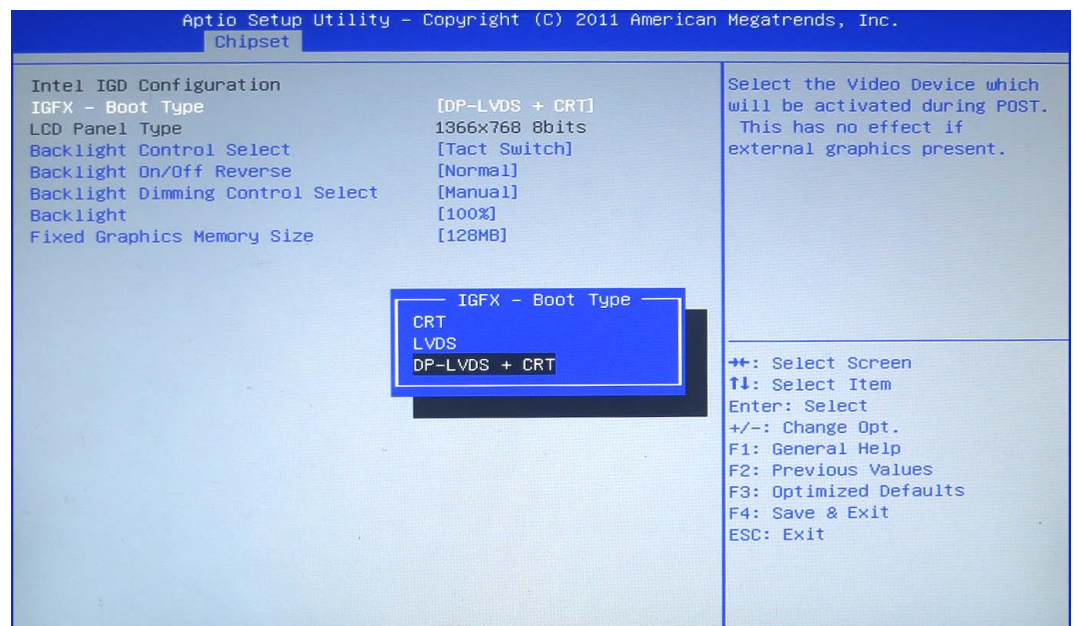 Aptio Setup Utility – Copyright (C) 2011 American Megatrends, Inc.
Chipset
Intel IGD Configuration
IGFX – Boot Type [DP–LVDS + CRT]
LCD Panel Type 1366x768 8bits
Backlight Control Select [Tact Switch]
Backlight On/Off Reverse [Normal]
Backlight Dimming Control Select [Manual]
Backlight [100%]
Fixed Graphics Memory Size [128MB]
IGFX – Boot Type
CRT
LVDS
DP–LVDS + CRT
Select the Video Device which
will be activated during POST.
This has no effect if
external graphics present.
→←: Select Screen
↑↓: Select Item
Enter: Select
+/–: Change Opt.
F1: General Help
F2: Previous Values
F3: Optimized Defaults
F4: Save & Exit
ESC: Exit